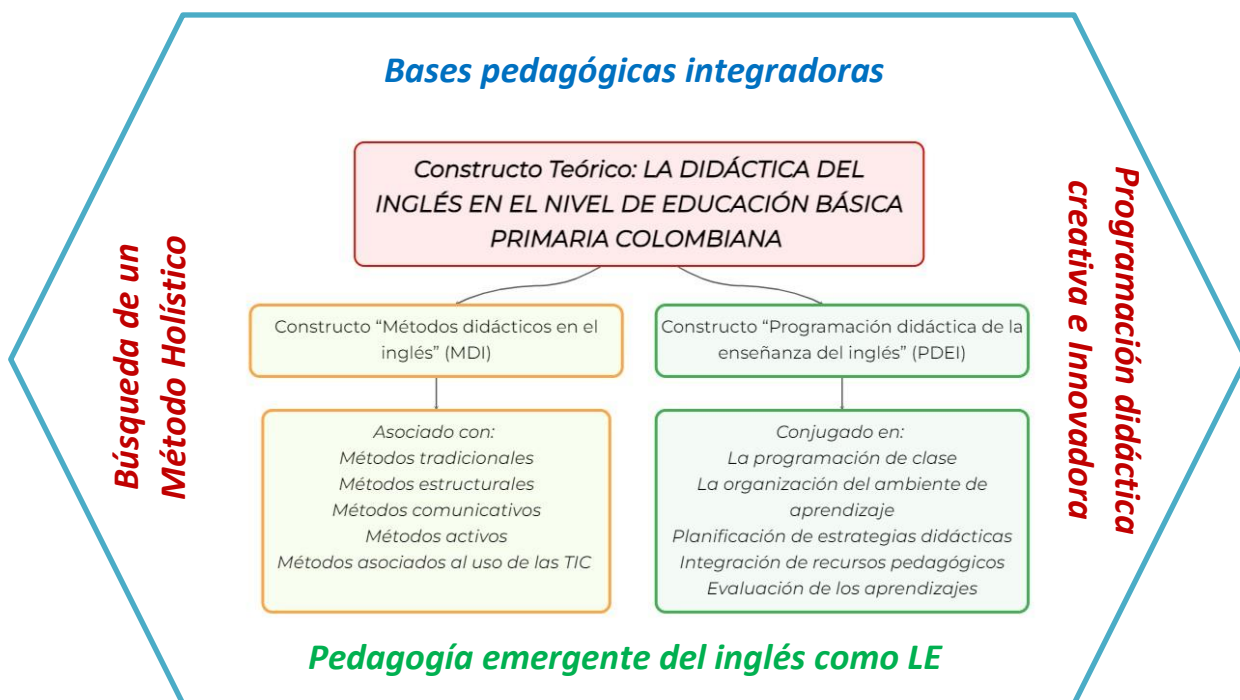 Bases pedagógicas integradoras
Constructo Teórico: LA DIDÁCTICA DEL
INGLÉS EN EL NIVEL DE EDUCACIÓN BÁSICA
PRIMARIA COLOMBIANA
Búsqueda de un
Método Holístico
Programación didáctica
creativa e Innovadora
Constructo “Métodos didácticos en el
inglés” (MDI)
Constructo “Programación didáctica de la
enseñanza del inglés” (PDEI)
Asociado con:
Métodos tradicionales
Métodos estructurales
Métodos comunicativos
Métodos activos
Métodos asociados al uso de las TIC
Conjugado en:
La programación de clase
La organización del ambiente de
aprendizaje
Planificación de estrategias didácticas
Integración de recursos pedagógicos
Evaluación de los aprendizajes
Pedagogía emergente del inglés como LE